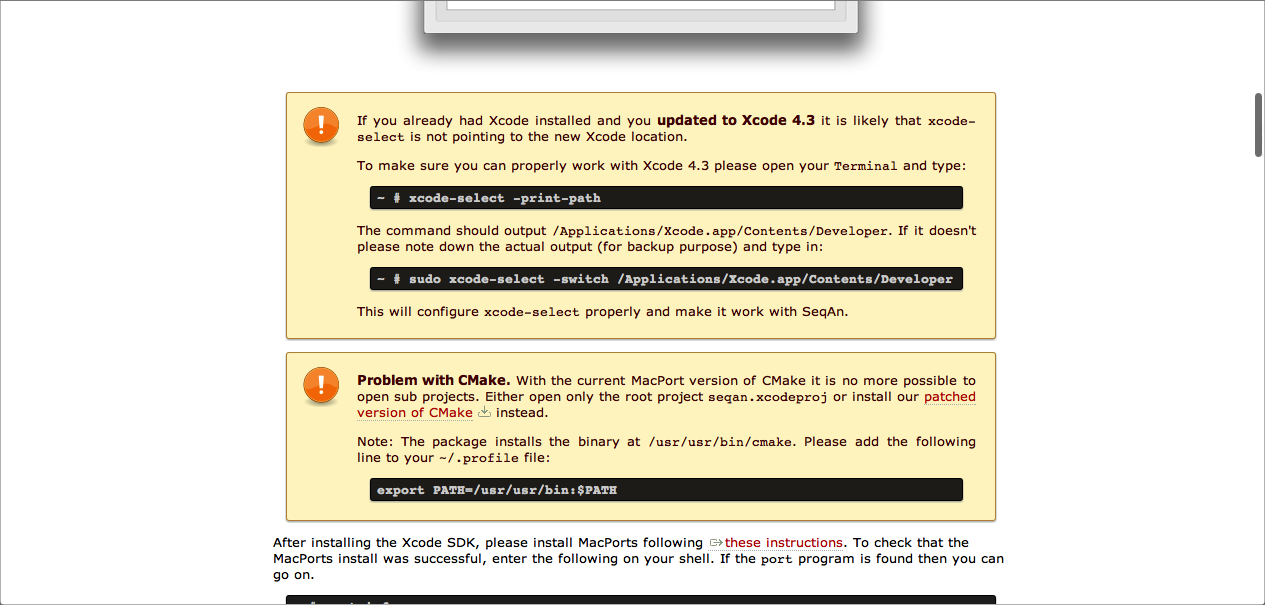 !
If you already had Xcode installed and you updated to Xcode 4.3 it is likely that xcode-
select is not pointing to the new Xcode location.
To make sure you can properly work with Xcode 4.3 please open your Terminal and type:
~ # xcode-select -print-path
The command should output /Applications/Xcode.app/Contents/Developer. If it doesn't
please note down the actual output (for backup purpose) and type in:
~ # sudo xcode-select -switch /Applications/Xcode.app/Contents/Developer
This will configure xcode-select properly and make it work with SeqAn.
!
Problem with CMake. With the current MacPort version of CMake it is no more possible to
open sub projects. Either open only the root project seqan.xcodeproj or install our patched
version of CMake instead.
Note: The package installs the binary at /usr/usr/bin/cmake. Please add the following
line to your ~/.profile file:
export PATH=/usr/usr/bin:$PATH
After installing the Xcode SDK, please install MacPorts following these instructions. To check that the
MacPorts install was successful, enter the following on your shell. If the port program is found then you can
go on.